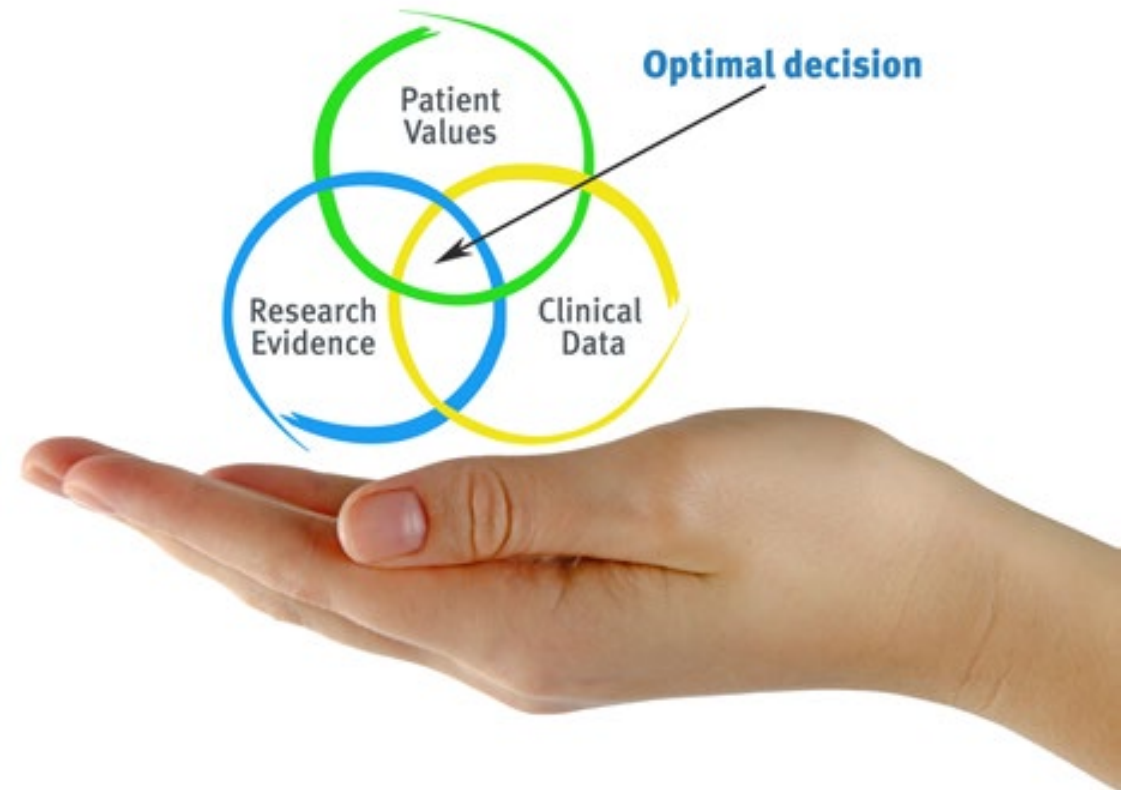 Optimal decision
Patient
Values
Research
Evidence
Clinical
Data